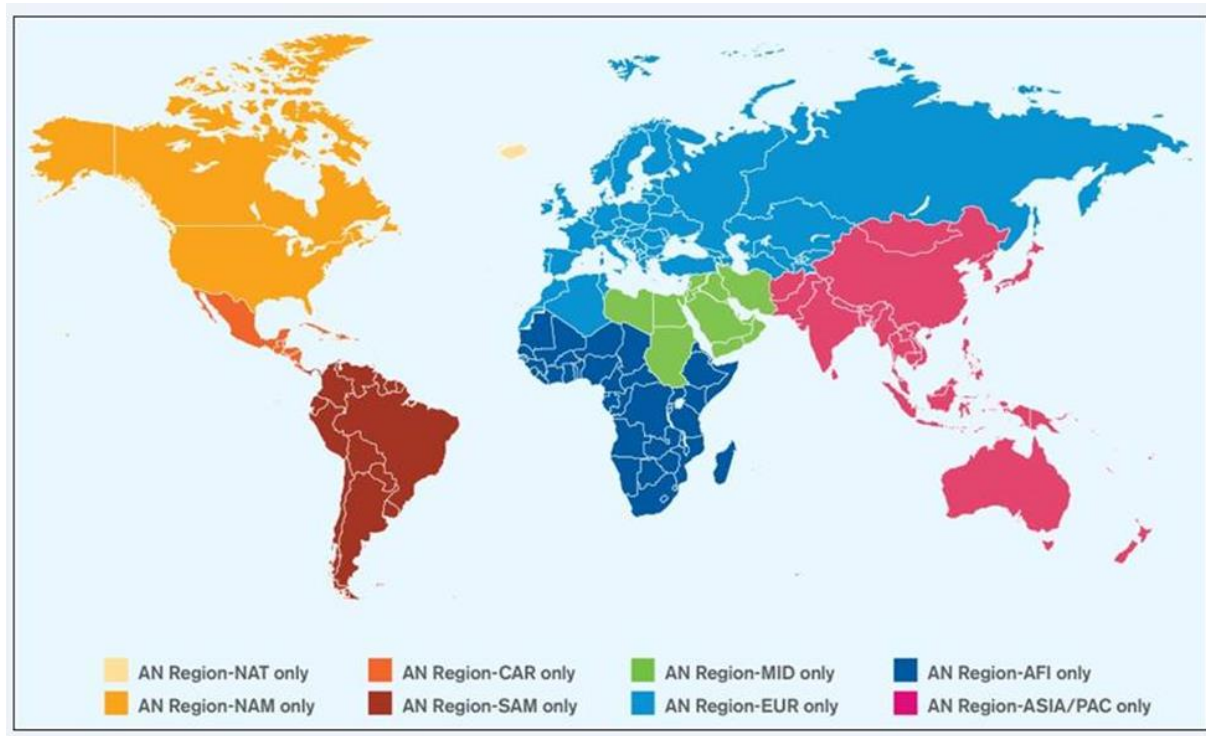 AN Region-NAT only
AN Region-CAR only
AN Region-MID only
AN Region-AFI only
AN Region-NAM only
AN Region-SAM only
AN Region-EUR only
AN Region-ASIA/PAC only